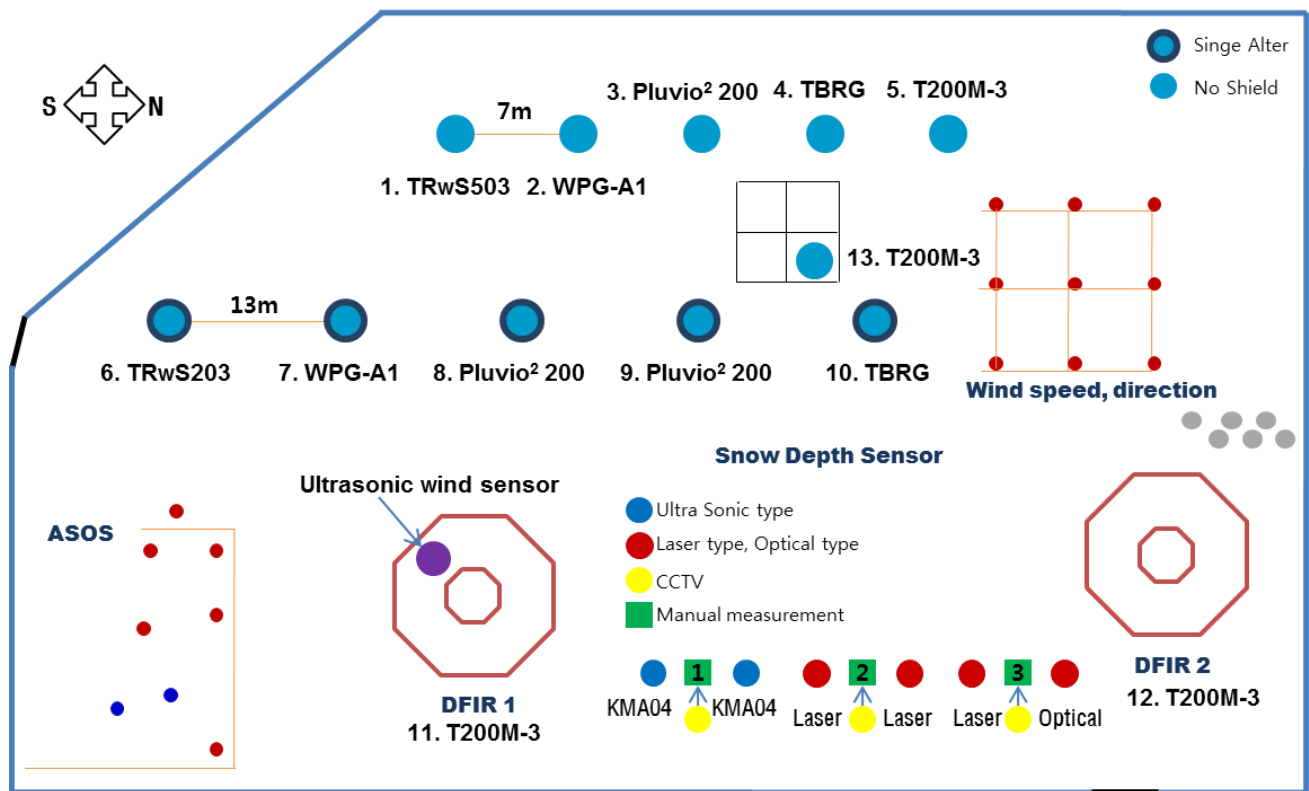 Singe Alter
No Shield
S N
3. Pluvio² 200 4. TBRG 5. T200M-3
7m
1. TRwS503 2. WPG-A1
13. T200M-3
13m
6. TRwS203 7. WPG-A1 8. Pluvio² 200 9. Pluvio² 200 10. TBRG
Wind speed, direction
Snow Depth Sensor
Ultrasonic wind sensor
ASOS
Ultra Sonic type
Laser type, Optical type
CCTV
Manual measurement
1 2 3
KMA04 KMA04 Laser Laser Laser Optical
DFIR 1
11. T200M-3
DFIR 2
12. T200M-3